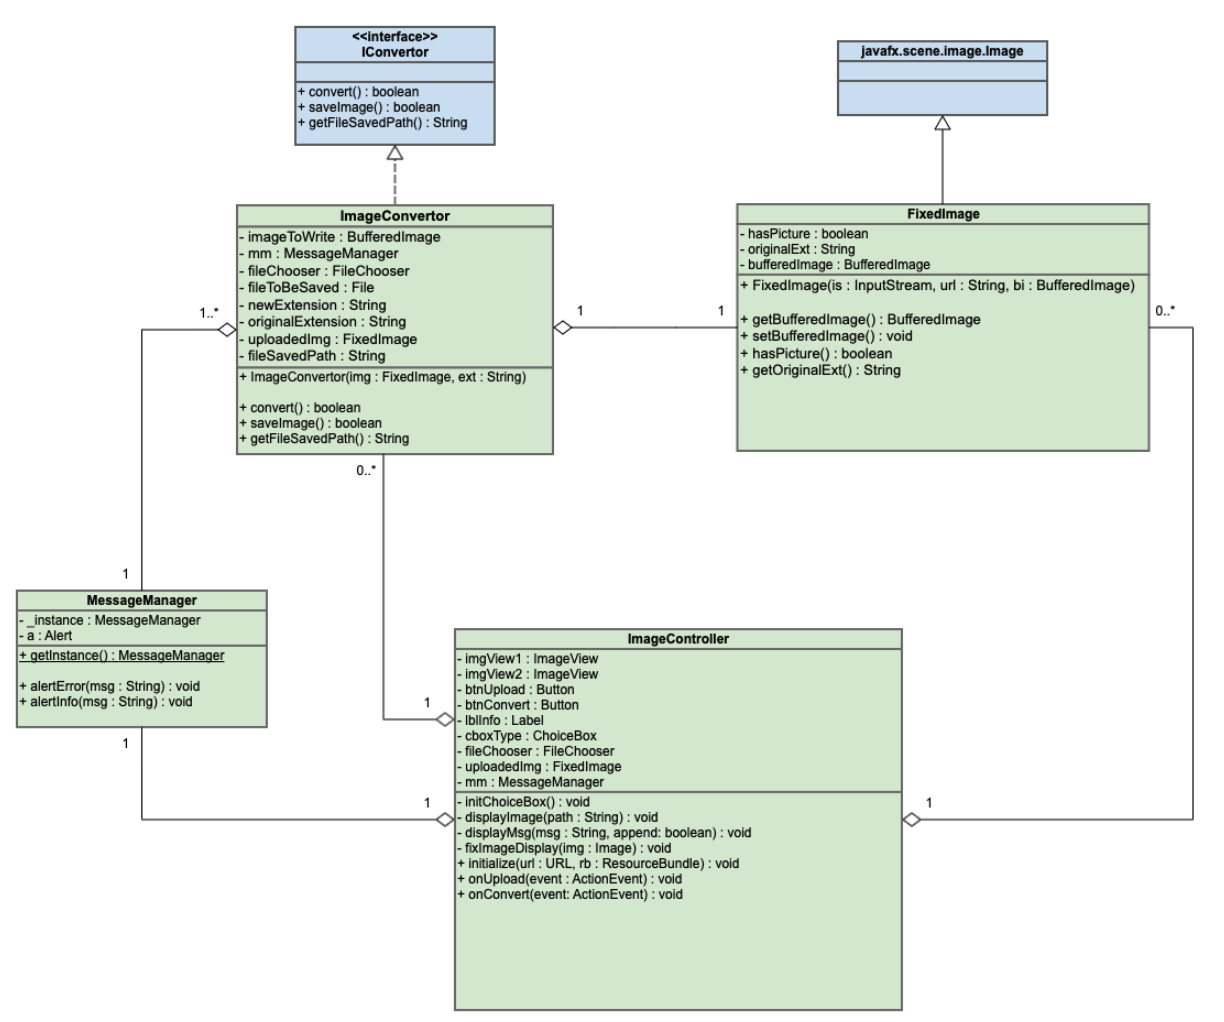 <<interface>>
IConvertor
+ convert() : boolean
+ saveImage() : boolean
+ getFileSavedPath() : String
javafx.scene.image.Image
ImageConvertor
- imageToWrite : BufferedImage
- mm : MessageManager
- fileChooser : FileChooser
- fileToBeSaved : File
- newExtension : String
- originalExtension : String
- uploadedImg : FixedImage
- fileSavedPath : String
+ ImageConvertor(img : FixedImage, ext : String)
+ convert() : boolean
+ saveImage() : boolean
+ getFileSavedPath() : String
FixedImage
- hasPicture : boolean
- originalExt : String
- bufferedImage : BufferedImage
+ FixedImage(is : InputStream, url : String, bi : BufferedImage)
+ getBufferedImage() : BufferedImage
+ setBufferedImage() : void
+ hasPicture() : boolean
+ getOriginalExt() : String
1..*
1
1
0..*
0..*
1
MessageManager
- _instance : MessageManager
- a : Alert
+ getInstance() : MessageManager
+ alertError(msg : String) : void
+ alertInfo(msg : String) : void
1
1
1
1
ImageController
- imgView1 : ImageView
- imgView2 : ImageView
- btnUpload : Button
- btnConvert : Button
- lblInfo : Label
- cboxType : ChoiceBox
- fileChooser : FileChooser
- uploadedImg : FixedImage
- mm : MessageManager
- initChoiceBox() : void
- displayImage(path : String) : void
- displayMsg(msg : String, append: boolean) : void
- fixImageDisplay(img : Image) : void
+ initialize(url : URL, rb : ResourceBundle) : void
+ onUpload(event : ActionEvent) : void
+ onConvert(event: ActionEvent) : void